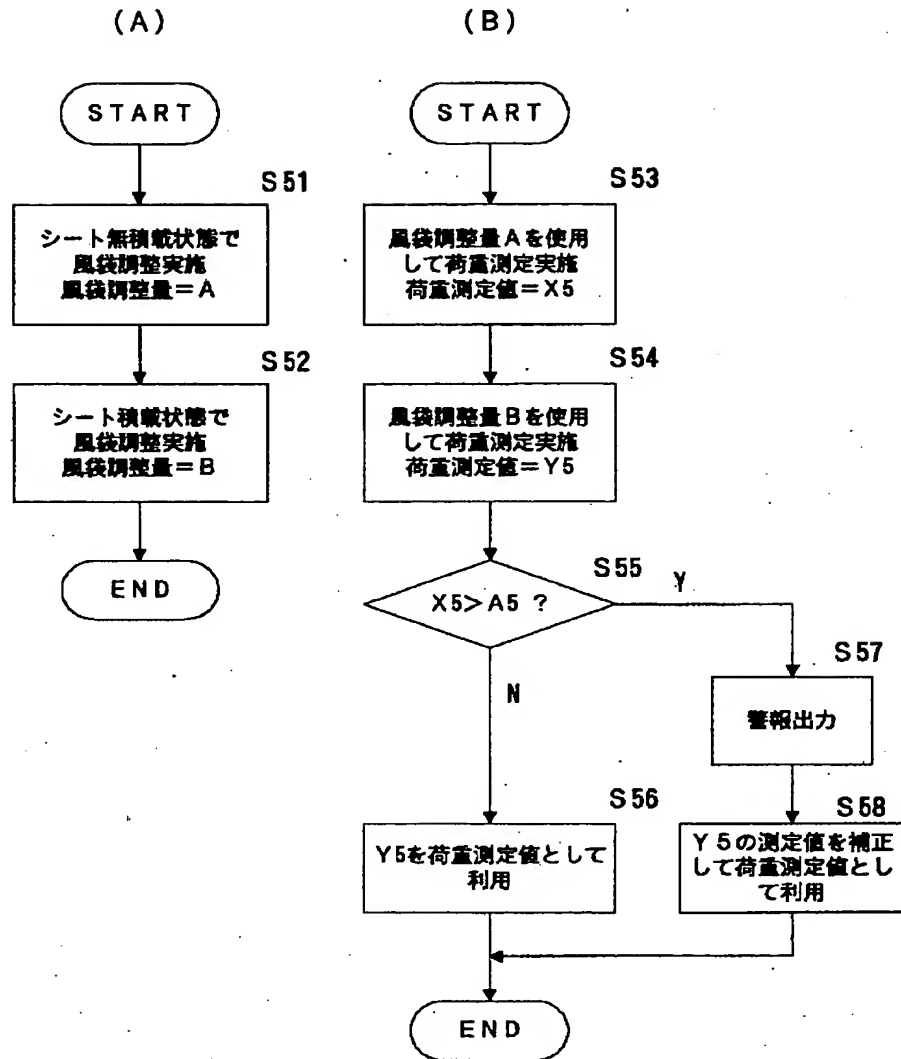 (A)
START
S51
シート無積載状態で
風袋調整実施
風袋調整量=A
S52
シート積載状態で
風袋調整実施
風袋調整量=B
END
(B)
START
S53
風袋調整量Aを使用
して荷重測定実施
荷重測定値=X5
S54
風袋調整量Bを使用
して荷重測定実施
荷重測定値=Y5
S55
X5>A5 ?
Y
N
S57
警報出力
S56
Y5を荷重測定値として
利用
S58
Y5の測定値を補正
して荷重測定値とし
て利用
END